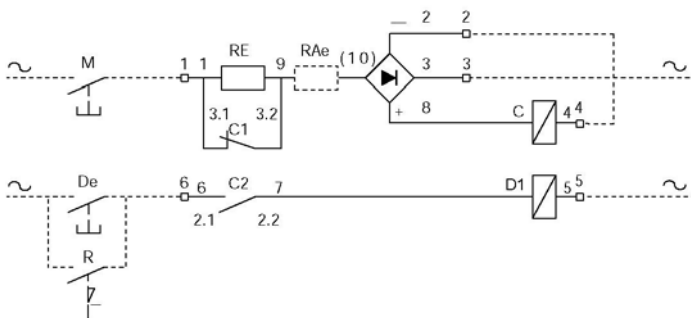 — 2 2
M 1 1 RE 9 RAe (10) 3 3
3.1 C1 3.2
+ 8 C 4 4
De 6 6 C2 7 D1 5 5
2.1 2.2
R